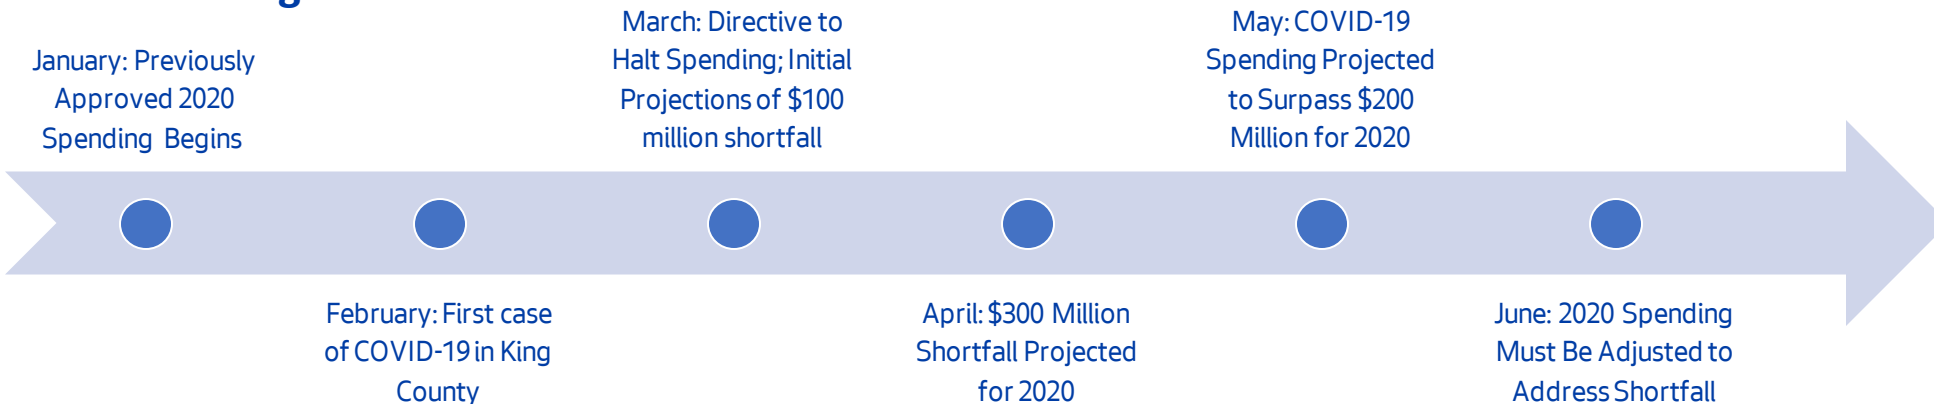 January: Previously
Approved 2020
Spending Begins
February: First case
of COVID-19 in King
County
March: Directive to
Halt Spending; Initial
Projections of $100
million shortfall
April: $300 Million
Shortfall Projected
for 2020
May: COVID-19
Spending Projected
to Surpass $200
Million for 2020
June: 2020 Spending
Must Be Adjusted to
Address Shortfall